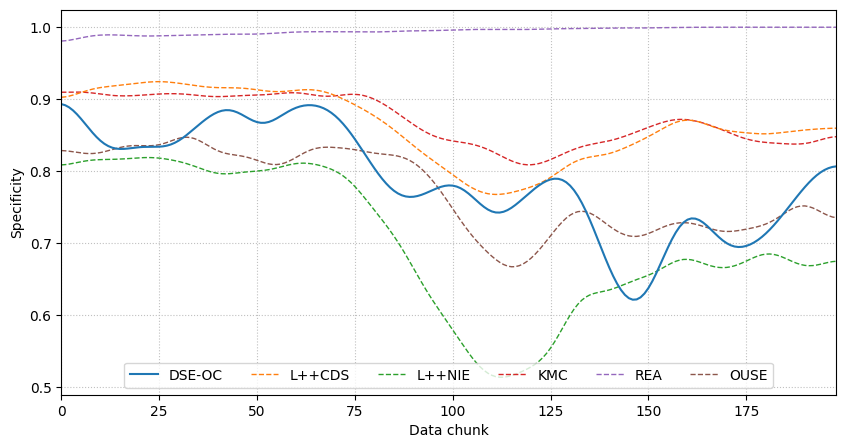 1.0
0.9
0.8
0.7
0.6
0.5
Specificity
DSE-OC L++CDS L++NIE KMC REA OUSE
0 25 50 75 100 125 150 175
Data chunk